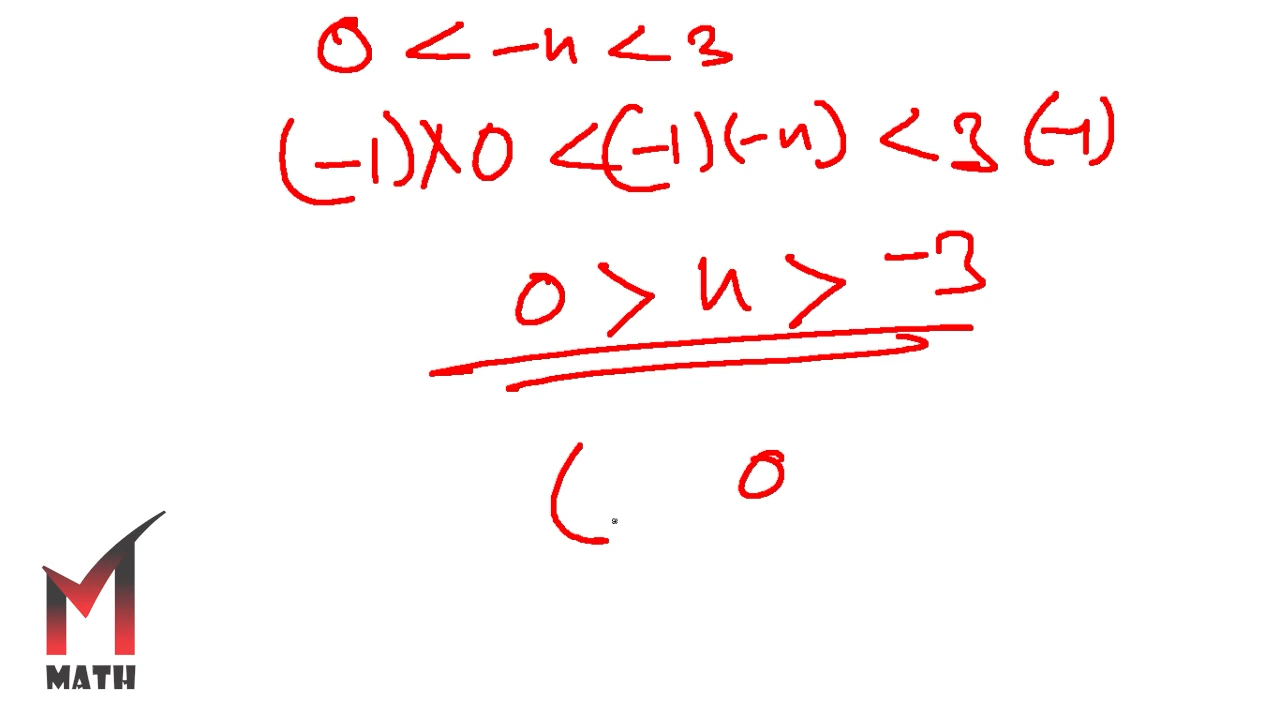 0 < -n < 3
(-1)×0 < (-1)(-n) < 3(-1)
0 > n > -3
( 0
M
MATH